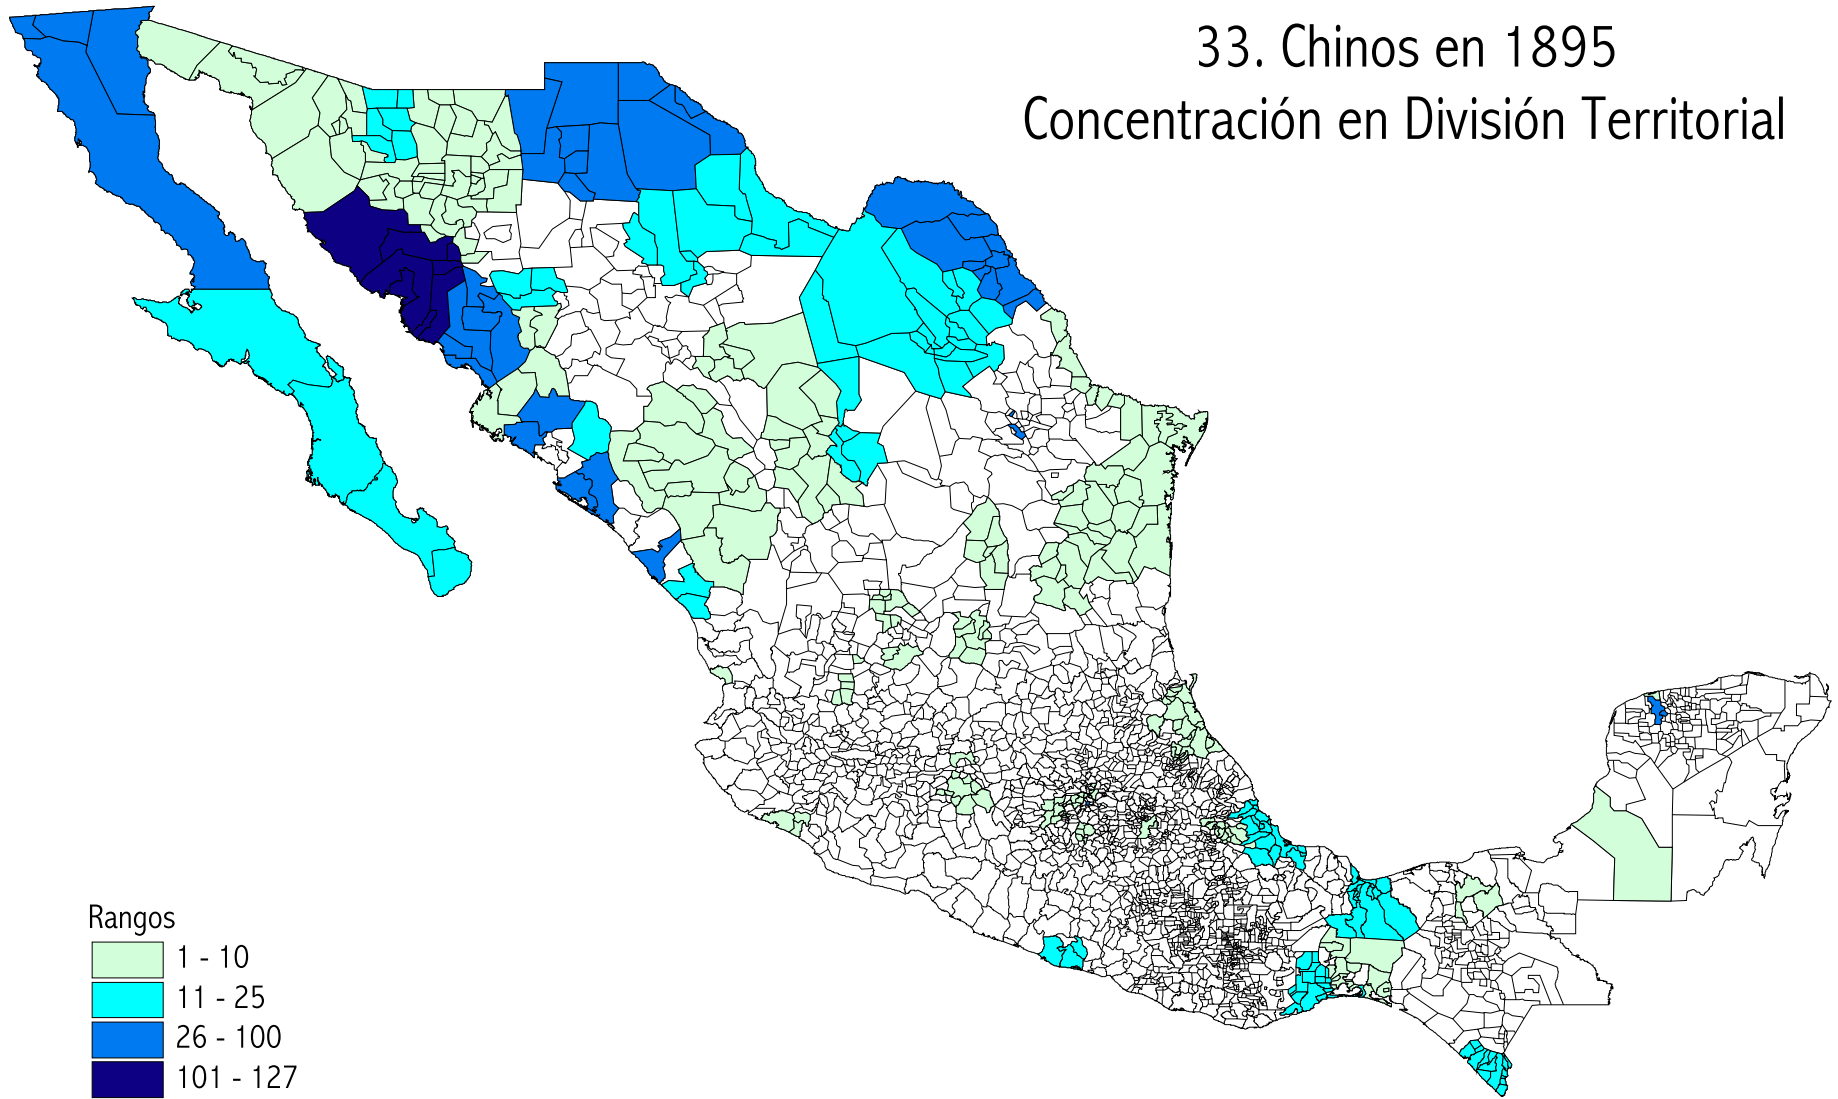 33. Chinos en 1895
Concentración en División Territorial
Rangos
1 - 10
11 - 25
26 - 100
101 - 127